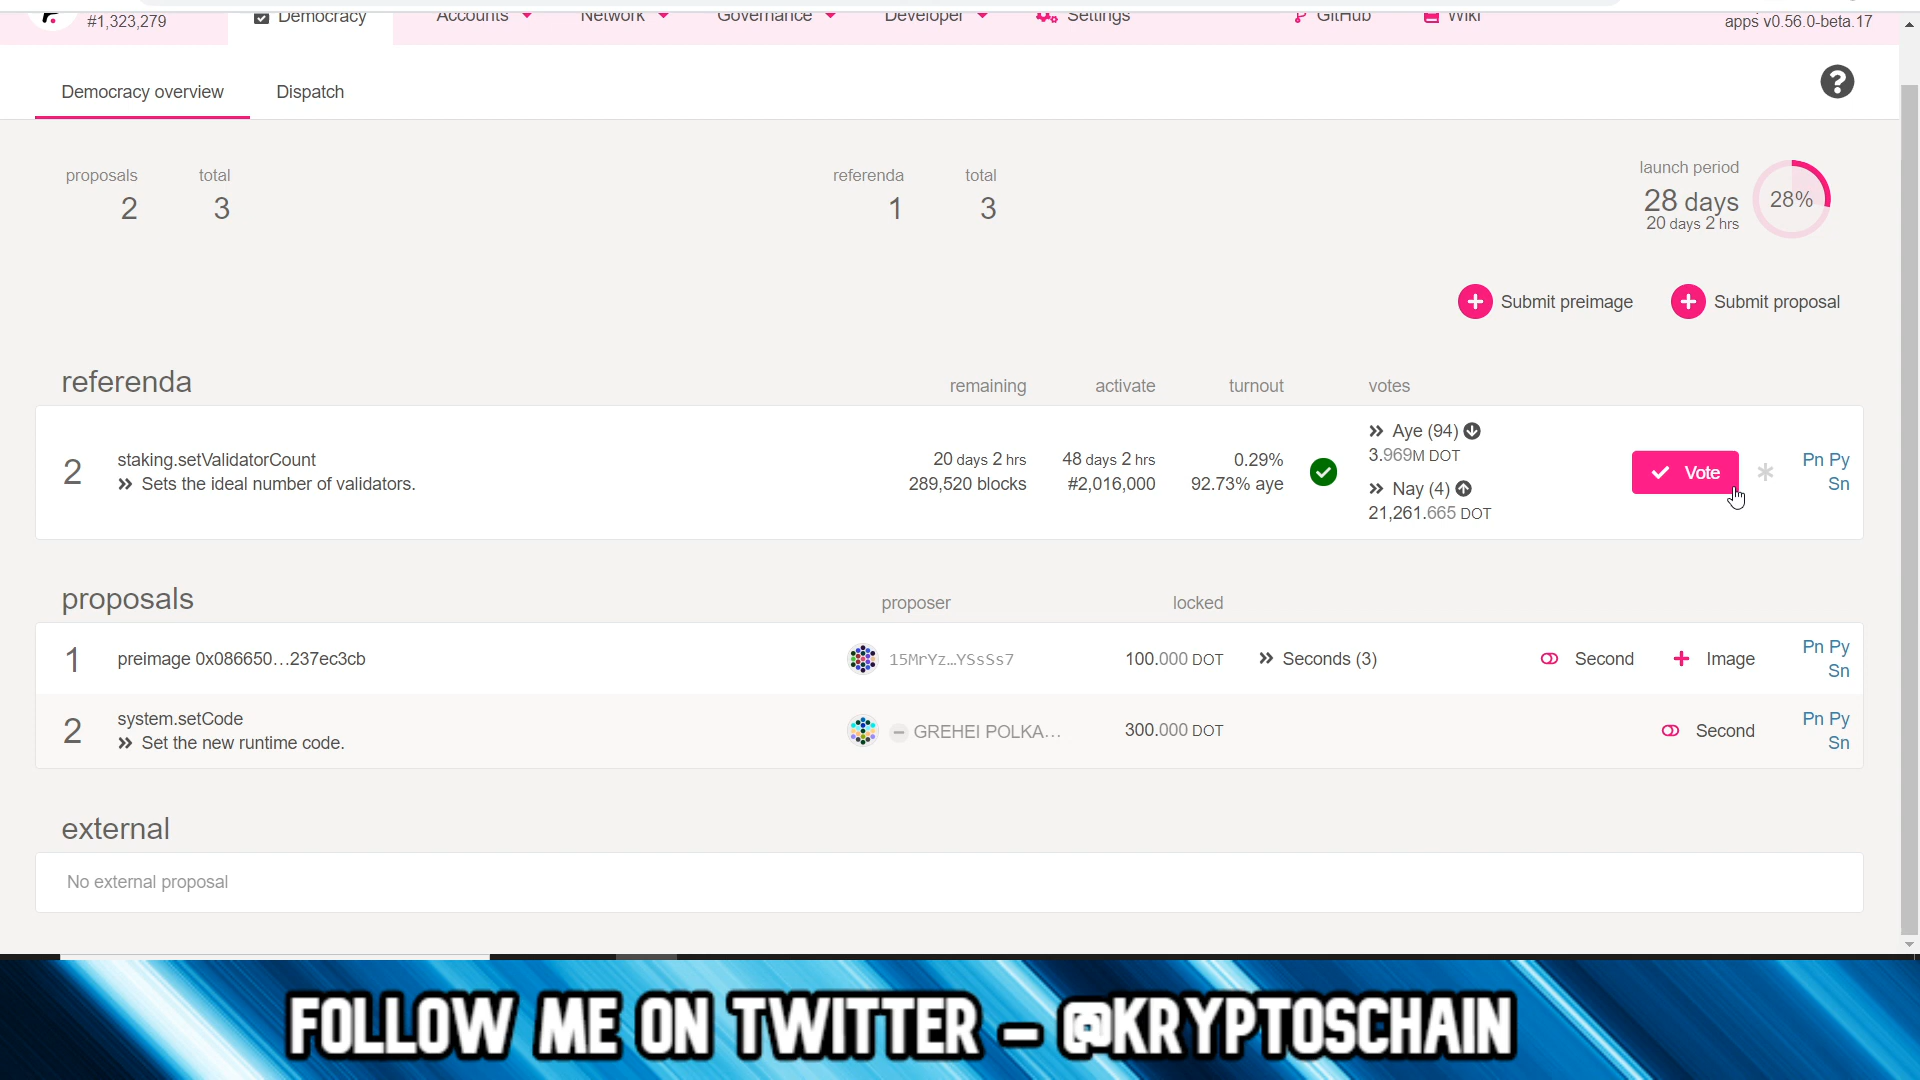 #1,323,279
Democracy
Accounts
Network
Governance
Developer
Settings
GitHub
Wiki
apps v0.56.0-beta.17
Democracy overview
Dispatch
?
proposals
total
2
3
referenda
total
1
3
launch period
28 days
20 days 2 hrs
28%
Submit preimage
Submit proposal
referenda
remaining
activate
turnout
votes
2
staking.setValidatorCount
Sets the ideal number of validators.
20 days 2 hrs
289,520 blocks
48 days 2 hrs
#2,016,000
0.29%
92.73% aye
Aye (94)
3.969M DOT
Nay (4)
21,261.665 DOT
Vote
Pn Py
Sn
proposals
proposer
locked
1
preimage 0x086650...237ec3cb
15MrYz…YSsSs7
100.000 DOT
Seconds (3)
Second
Image
Pn Py
Sn
2
system.setCode
Set the new runtime code.
GREHEI POLKA...
300.000 DOT
Second
Pn Py
Sn
external
No external proposal
FOLLOW ME ON TWITTER – @KRYPTOSCHAIN